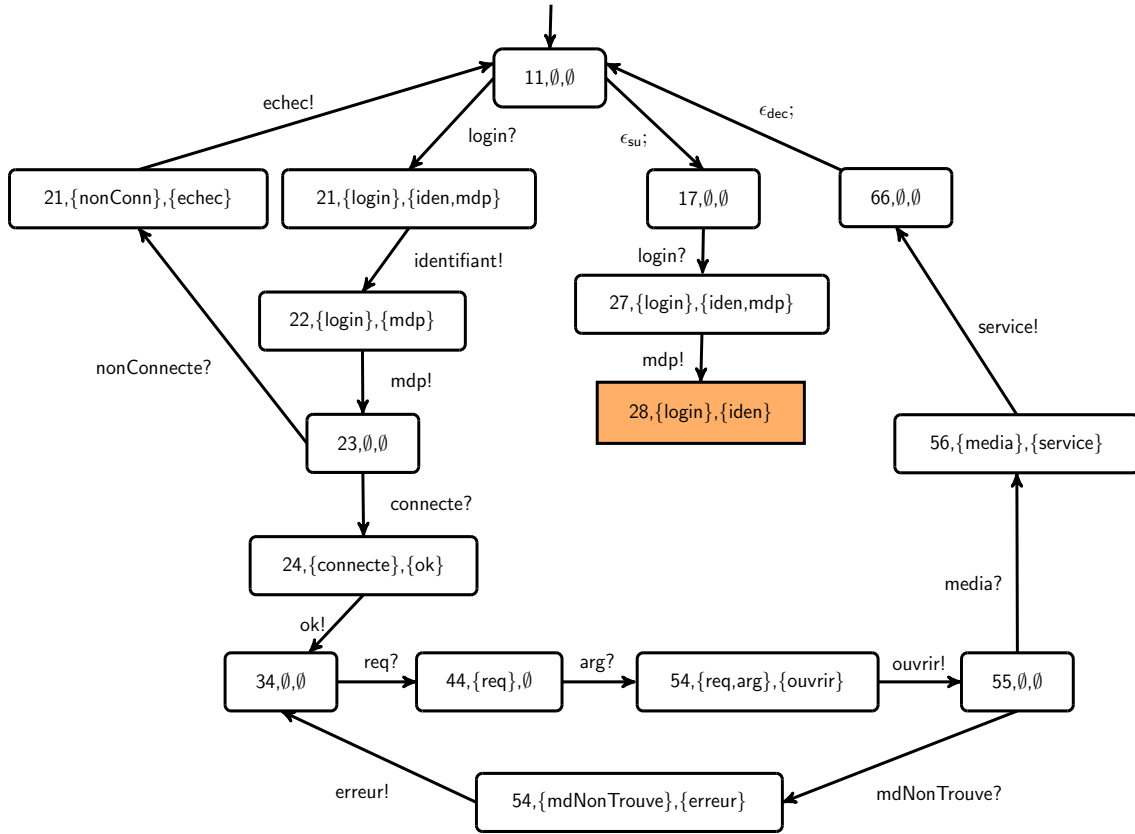 11,∅,∅
echec!
login?
ϵsu;
ϵdec;
21,{nonConn},{echec}
21,{login},{iden,mdp}
17,∅,∅
66,∅,∅
identifiant!
login?
22,{login},{mdp}
27,{login},{iden,mdp}
service!
nonConnecte?
mdp!
mdp!
28,{login},{iden}
23,∅,∅
56,{media},{service}
connecte?
24,{connecte},{ok}
media?
ok!
req?
arg?
ouvrir!
34,∅,∅
44,{req},∅
54,{req,arg},{ouvrir}
55,∅,∅
erreur!
54,{mdNonTrouve},{erreur}
mdNonTrouve?